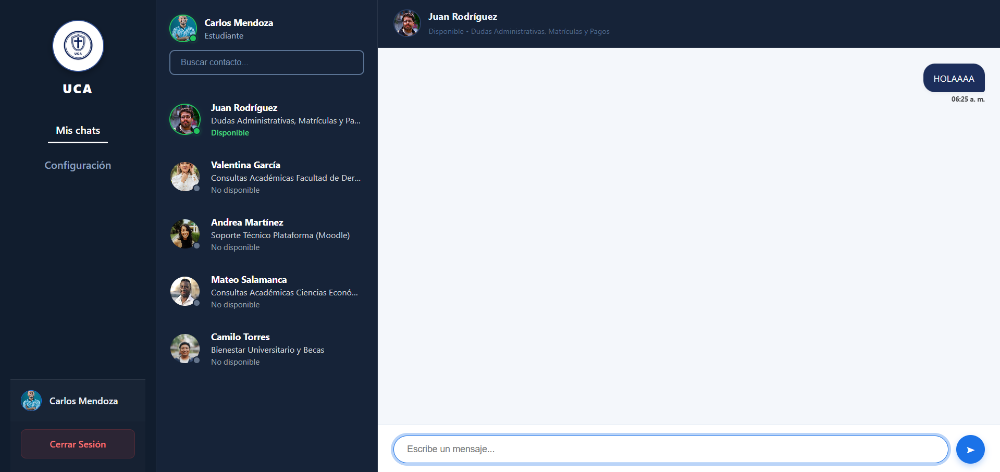 UCA
UCA
Mis chats
Configuración
Carlos Mendoza
Cerrar Sesión
Carlos Mendoza
Estudiante
Buscar contacto...
Juan Rodríguez
Dudas Administrativas, Matrículas y Pa...
Disponible
Valentina García
Consultas Académicas Facultad de Der...
No disponible
Andrea Martínez
Soporte Técnico Plataforma (Moodle)
No disponible
Mateo Salamanca
Consultas Académicas Ciencias Econó...
No disponible
Camilo Torres
Bienestar Universitario y Becas
No disponible
Juan Rodríguez
Disponible • Dudas Administrativas, Matrículas y Pagos
HOLAAAA
06:25 a. m.
Escribe un mensaje...